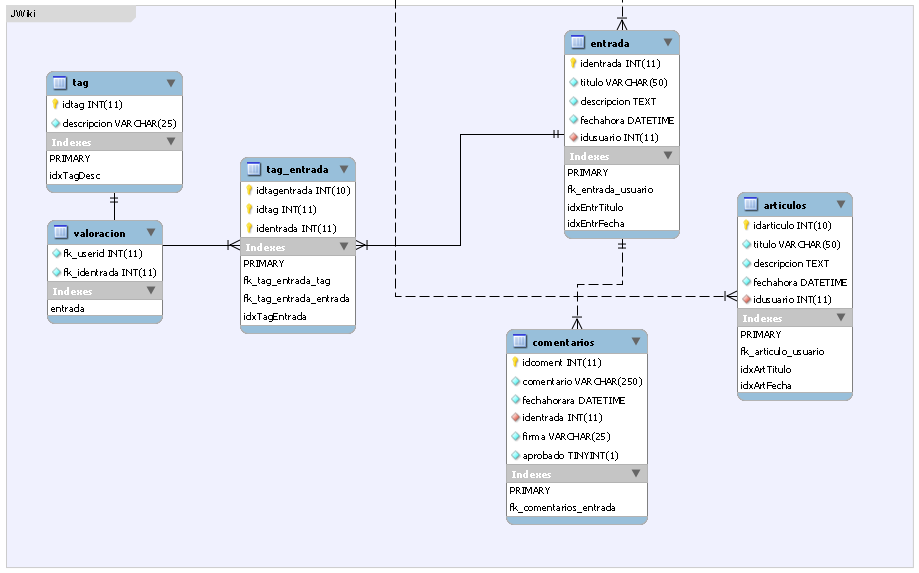 JWiki
tag
idtag INT(11)
descripcion VARCHAR(25)
Indexes
PRIMARY
idxTagDesc
valoracion
fk_userid INT(11)
fk_identrada INT(11)
Indexes
entrada
tag_entrada
idtagentrada INT(10)
idtag INT(11)
identrada INT(11)
Indexes
PRIMARY
fk_tag_entrada_tag
fk_tag_entrada_entrada
idxTagEntrada
entrada
identrada INT(11)
titulo VARCHAR(50)
descripcion TEXT
fechahora DATETIME
idusuario INT(11)
Indexes
PRIMARY
fk_entrada_usuario
idxEntrTitulo
idxEntrFecha
comentarios
idcoment INT(11)
comentario VARCHAR(250)
fechahorara DATETIME
identrada INT(11)
firma VARCHAR(25)
aprobado TINYINT(1)
Indexes
PRIMARY
fk_comentarios_entrada
articulos
idarticulo INT(10)
titulo VARCHAR(50)
descripcion TEXT
fechahora DATETIME
idusuario INT(11)
Indexes
PRIMARY
fk_articulo_usuario
idxArtTitulo
idxArtFecha